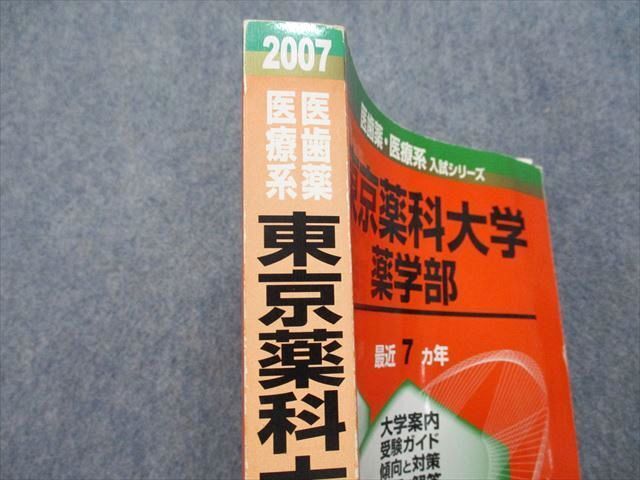 2007
医歯薬
医療系
東京薬科
医歯薬・医療系 入試シリーズ
東京薬科大学
薬学部
最近 7 カ年
大学案内
受験ガイド
傾向と対策